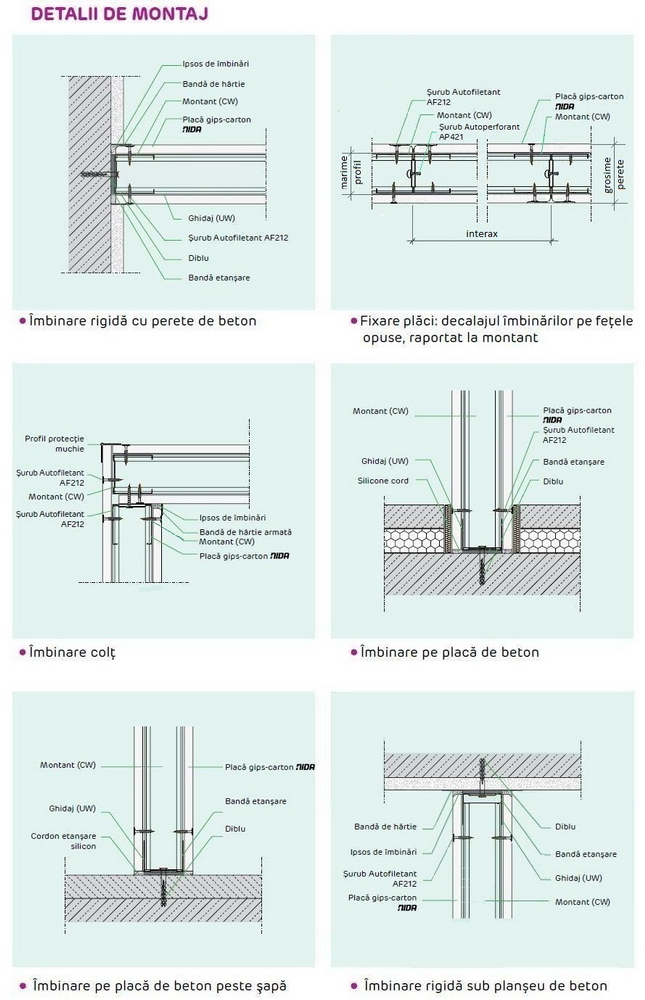 DETALII DE MONTAJ
Ipsos de îmbinări
Bandă de hârtie
Montant (CW)
Placă gips-carton
NIDA
Ghidaj (UW)
Şurub Autofiletant AF212
Diblu
Bandă etanşare
Îmbinare rigidă cu perete de beton
Şurub Autofiletant
AF212
Montant (CW)
Şurub Autoperforant
AP421
Placă gips-carton
NIDA
Montant (CW)
marime
profil
grosime
perete
interax
Fixare plăci: decalajul îmbinărilor pe feţele
opuse, raportat la montant
Profil protecţie
muchie
Şurub Autofiletant
AF212
Montant (CW)
Şurub Autofiletant
AF212
Ipsos de îmbinări
Bandă de hârtie armată
Montant (CW)
Placă gips-carton NIDA
Îmbinare colţ
Montant (CW)
Ghidaj (UW)
Silicone cord
Placă gips-carton
NIDA
Şurub Autofiletant
AF212
Bandă etanşare
Diblu
Îmbinare pe placă de beton
Montant (CW)
Ghidaj (UW)
Cordon etanşare
silicon
Placă gips-carton NIDA
Bandă etanşare
Diblu
Îmbinare pe placă de beton peste şapă
Bandă de hârtie
Ipsos de îmbinări
Şurub Autofiletant
AF212
Placă gips-carton
NIDA
Diblu
Bandă etanşare
Ghidaj (UW)
Montant (CW)
Îmbinare rigidă sub planşeu de beton